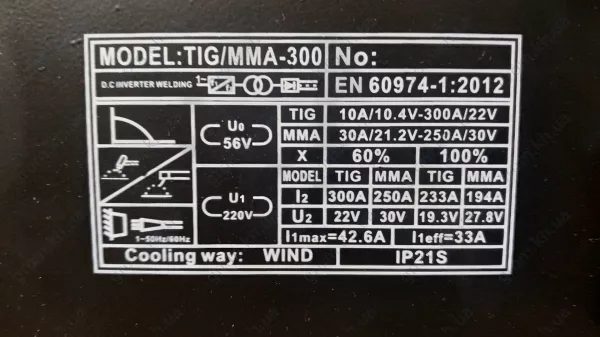 MODEL:TIG/MMA-300 No:
D.C INVERTER WELDING 1~ EN 60974-1:2012
U0 56V
TIG 10A/10.4V-300A/22V
MMA 30A/21.2V-250A/30V
X 60% 100%
U1 220V
MODEL TIG MMA TIG MMA
I2 300A 250A 233A 194A
U2 22V 30V 19.3V 27.8V
1~50Hz/60Hz
I1max=42.6A I1eff=33A
Cooling way: WIND IP21S